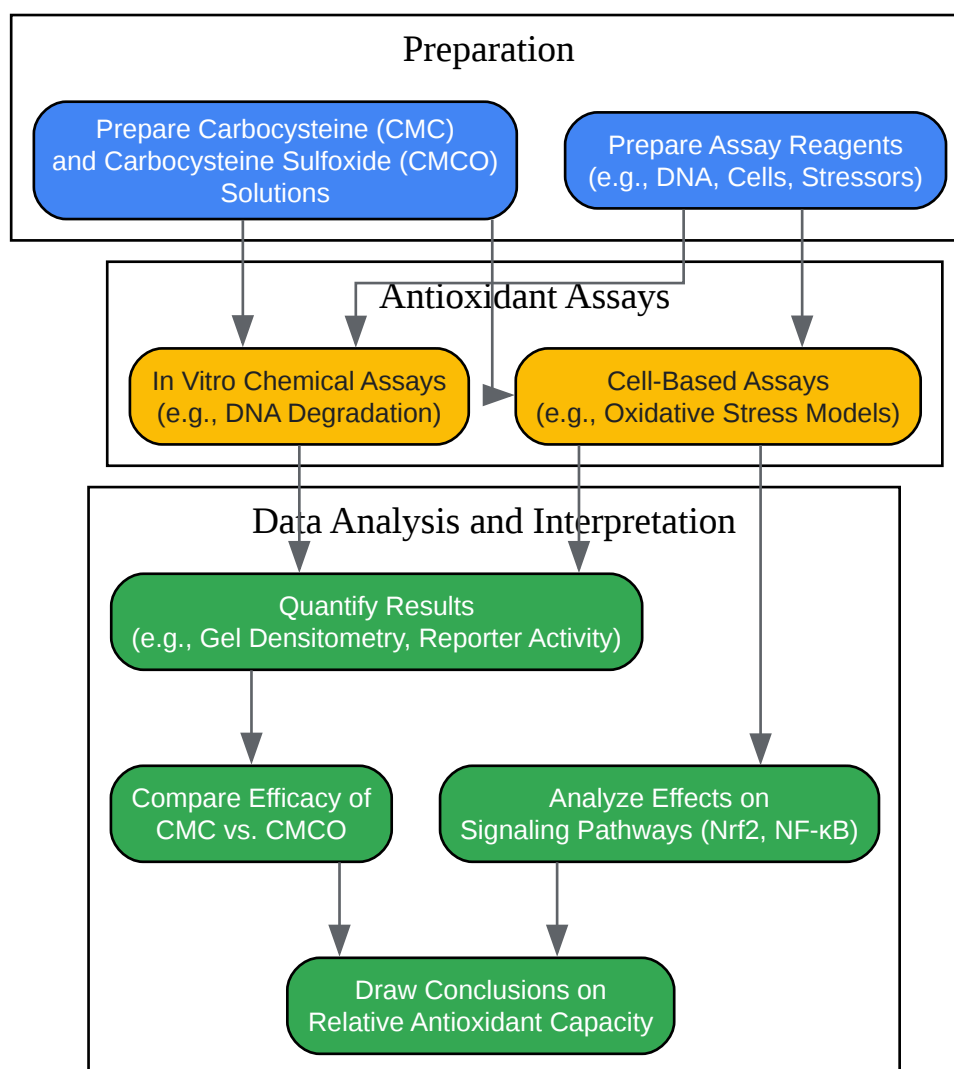 Preparation
Prepare Carbocysteine (CMC)
and Carbocysteine Sulfoxide (CMCO)
Solutions
Prepare Assay Reagents
(e.g., DNA, Cells, Stressors)
Antioxidant Assays
In Vitro Chemical Assays
(e.g., DNA Degradation)
Cell-Based Assays
(e.g., Oxidative Stress Models)
Data Analysis and Interpretation
Quantify Results
(e.g., Gel Densitometry, Reporter Activity)
Compare Efficacy of
CMC vs. CMCO
Analyze Effects on
Signaling Pathways (Nrf2, NF-κB)
Draw Conclusions on
Relative Antioxidant Capacity